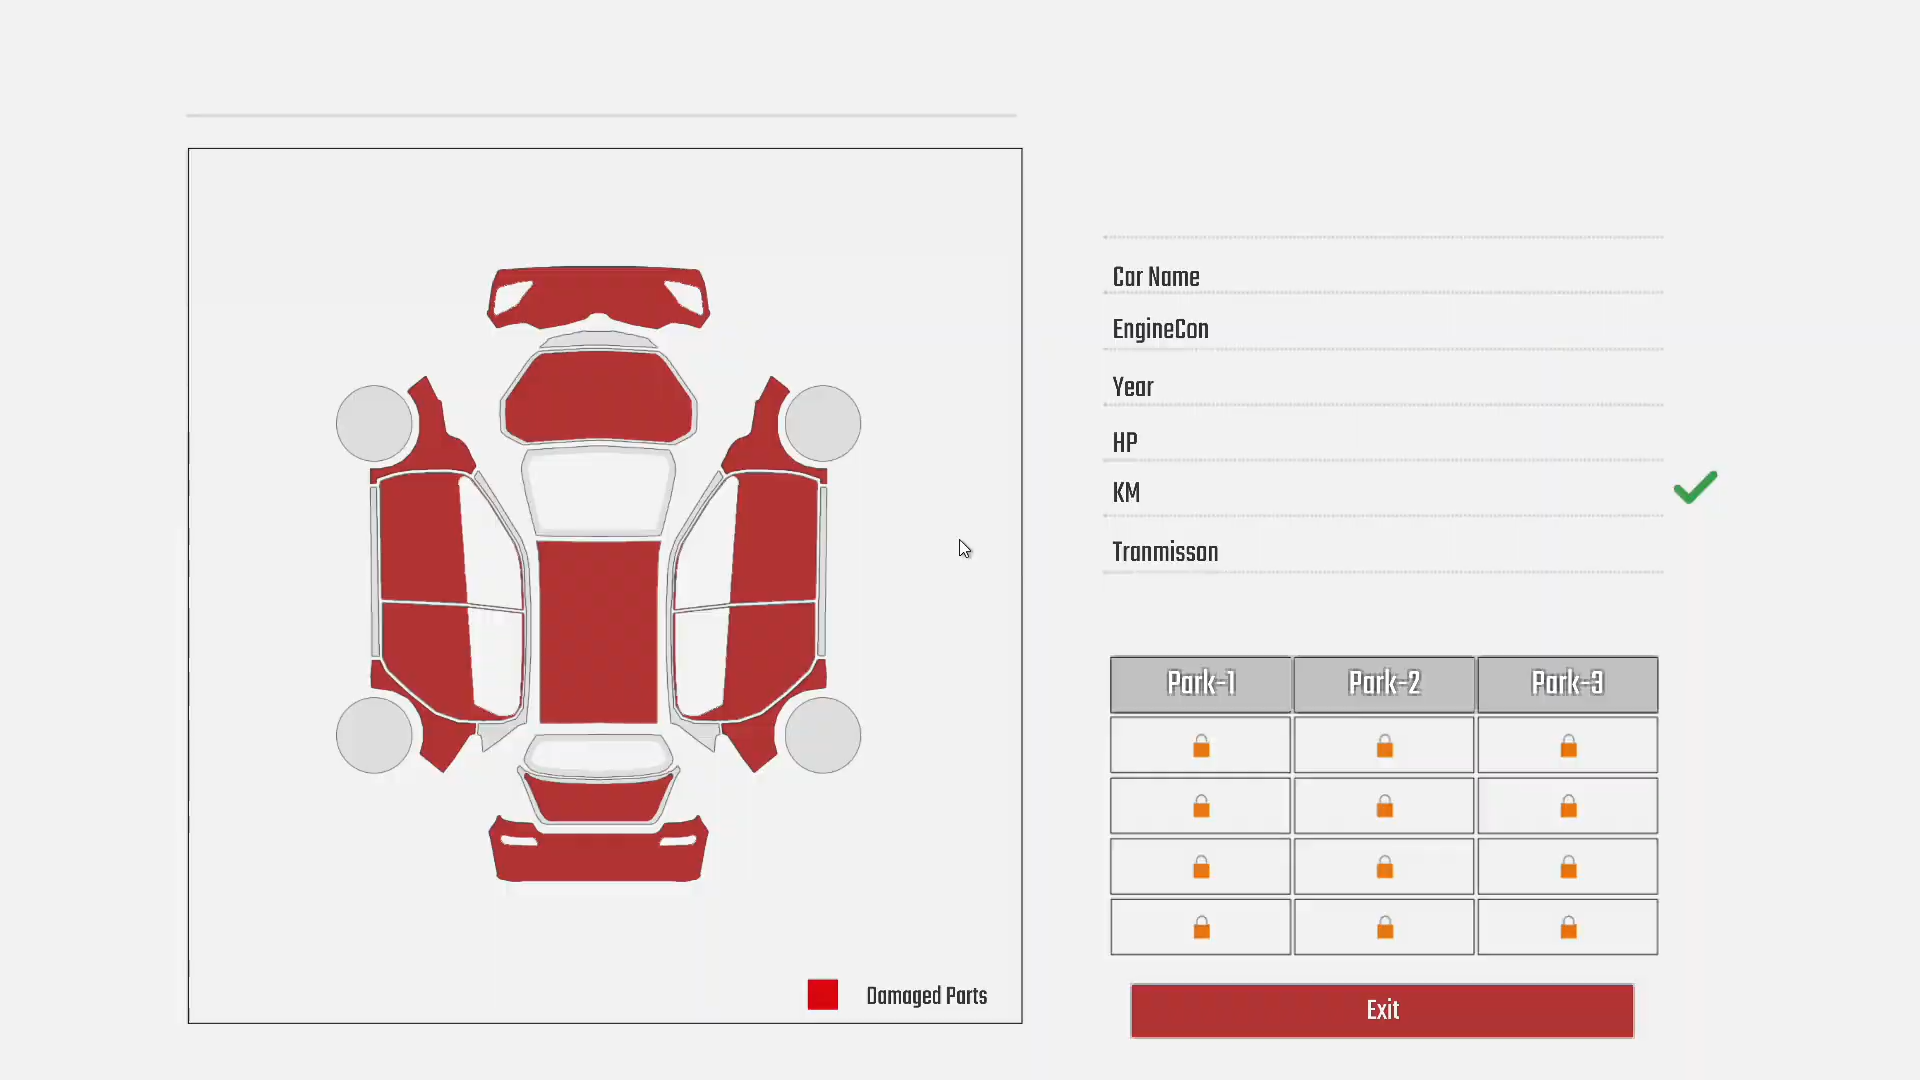 Car Name
EngineCon
Year
HP
KM
Tranmisson
Park-1 Park-2 Park-3
Damaged Parts
Exit